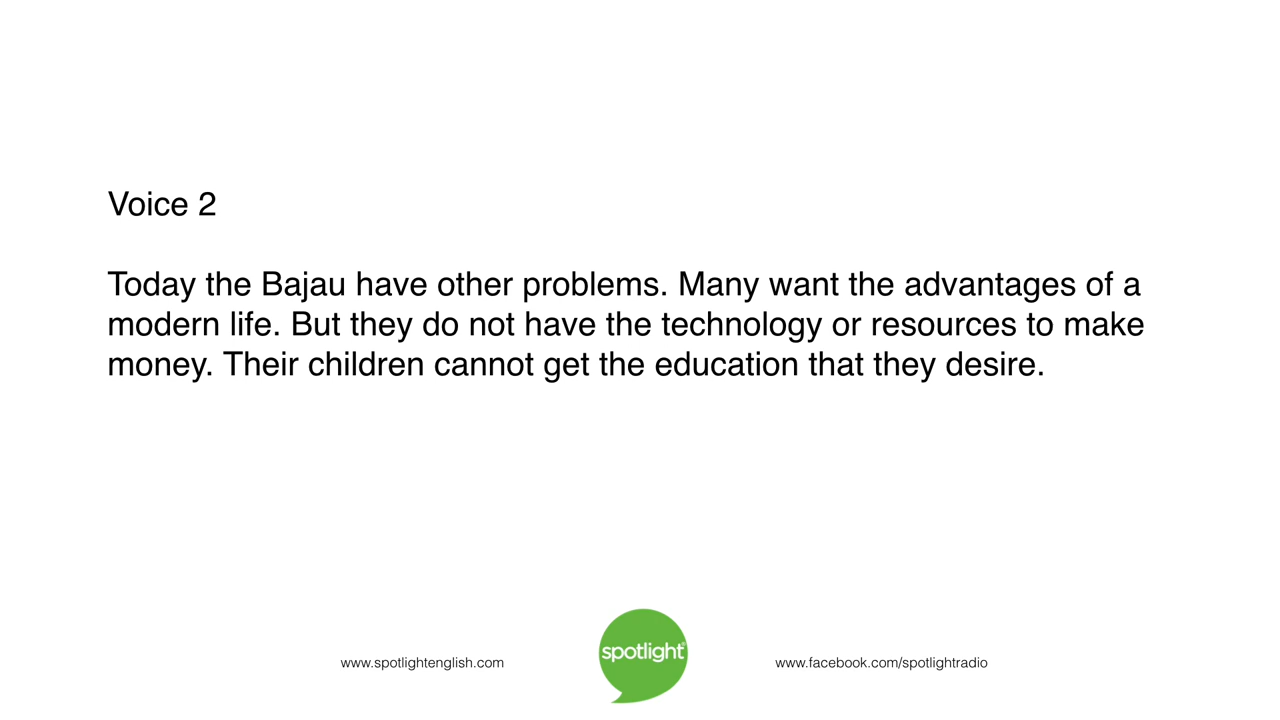 Voice 2
Today the Bajau have other problems. Many want the advantages of a
modern life. But they do not have the technology or resources to make
money. Their children cannot get the education that they desire.
www.spotlightenglish.com
spotlight®
www.facebook.com/spotlightradio